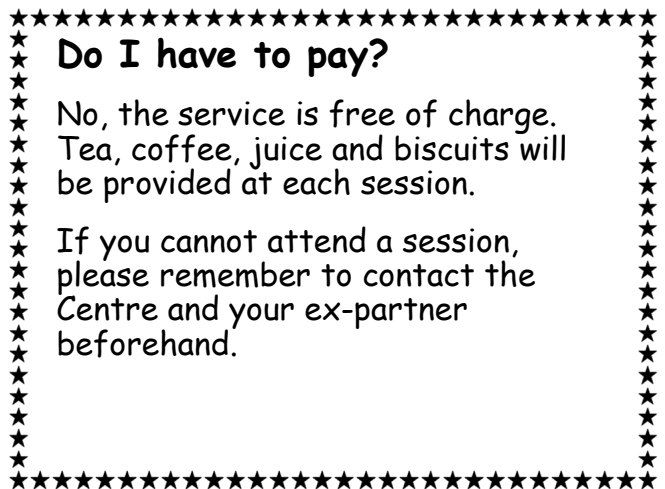 Do I have to pay?
No, the service is free of charge.
Tea, coffee, juice and biscuits will
be provided at each session.
If you cannot attend a session,
please remember to contact the
Centre and your ex-partner
beforehand.